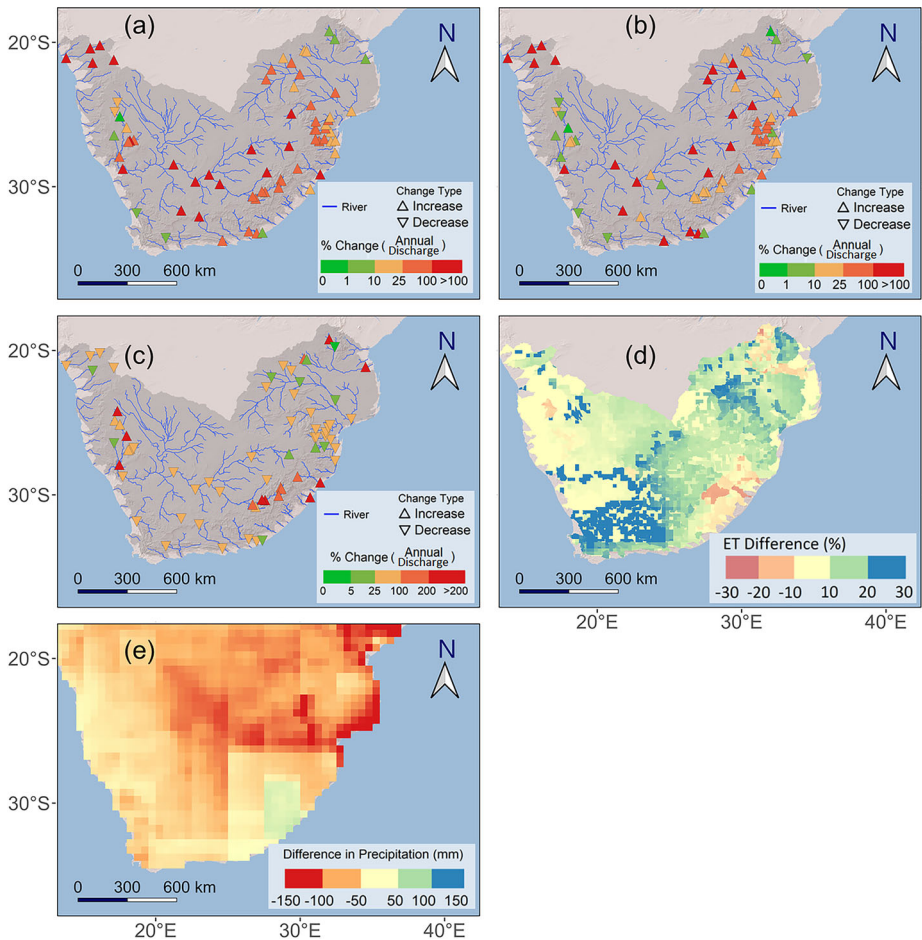 (a)
N
20°S
30°S
River
Change Type
Increase
Decrease
% Change (Annual Discharge)
0 1 10 25 100 >100
0 300 600 km
(b)
N
River
Change Type
Increase
Decrease
% Change (Annual Discharge)
0 1 10 25 100 >100
0 300 600 km
(c)
N
20°S
30°S
River
Change Type
Increase
Decrease
% Change (Annual Discharge)
0 5 25 100 200 >200
0 300 600 km
(d)
N
ET Difference (%)
-30 -20 -10 10 20 30
0 300 600 km
20°E 30°E 40°E
(e)
N
20°S
30°S
Difference in Precipitation (mm)
-150 -100 -50 50 100 150
0 300 600 km
20°E 30°E 40°E